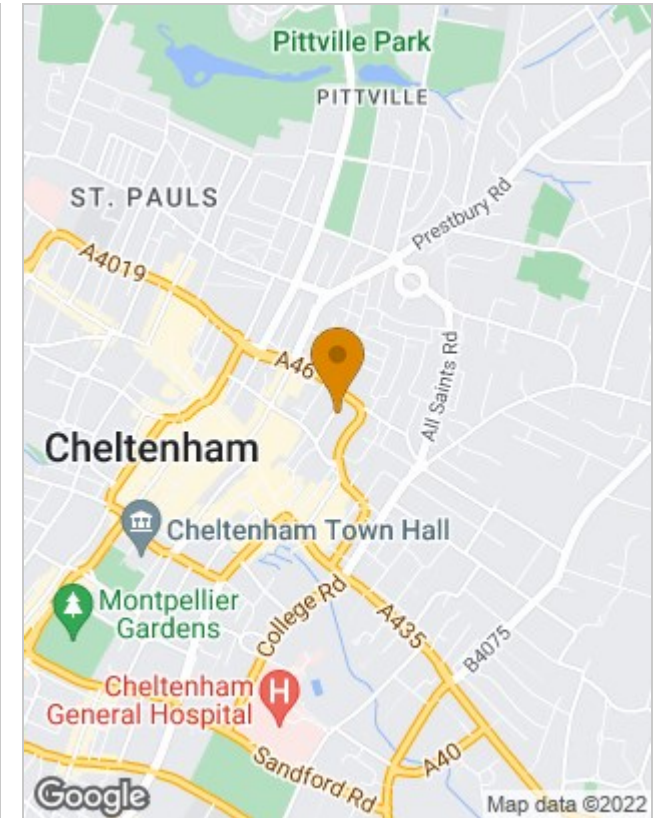 Pittville Park
PITTVILLE
ST. PAULS
Prestbury Rd
A4019
A46
All Saints Rd
Cheltenham
Cheltenham Town Hall
Montpellier
Gardens
College Rd
A435
B4075
Cheltenham
General Hospital
H
A40
Sandford Rd
Google
Map data ©2022